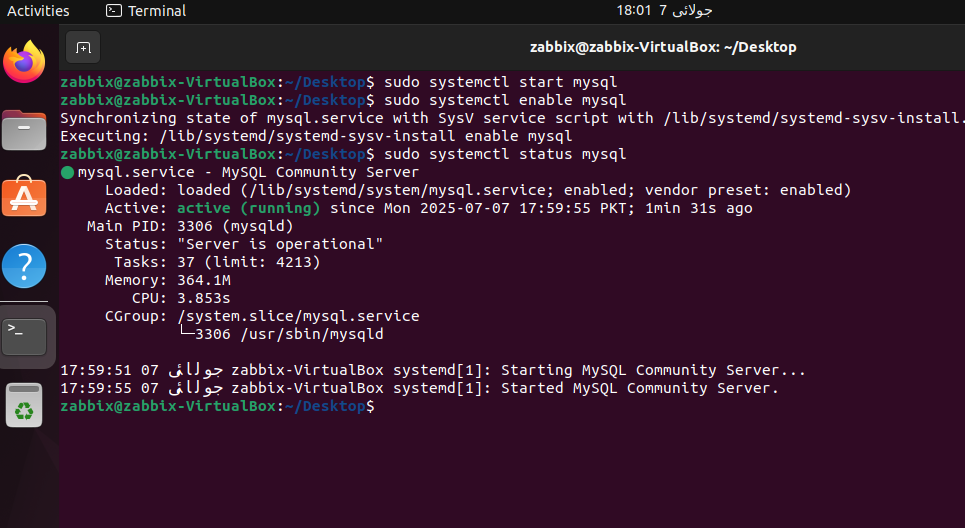 Activities
Terminal
18:01 7 جولائی
zabbix@zabbix-VirtualBox: ~/Desktop
zabbix@zabbix-VirtualBox:~/Desktop$ sudo systemctl start mysql
zabbix@zabbix-VirtualBox:~/Desktop$ sudo systemctl enable mysql
Synchronizing state of mysql.service with SysV service script with /lib/systemd/systemd-sysv-install.
Executing: /lib/systemd/systemd-sysv-install enable mysql
zabbix@zabbix-VirtualBox:~/Desktop$ sudo systemctl status mysql
● mysql.service - MySQL Community Server
Loaded: loaded (/lib/systemd/system/mysql.service; enabled; vendor preset: enabled)
Active: active (running) since Mon 2025-07-07 17:59:55 PKT; 1min 31s ago
Main PID: 3306 (mysqld)
Status: "Server is operational"
Tasks: 37 (limit: 4213)
Memory: 364.1M
CPU: 3.853s
CGroup: /system.slice/mysql.service
└─3306 /usr/sbin/mysqld
17:59:51 07 جولائی zabbix-VirtualBox systemd[1]: Starting MySQL Community Server...
17:59:55 07 جولائی zabbix-VirtualBox systemd[1]: Started MySQL Community Server.
zabbix@zabbix-VirtualBox:~/Desktop$